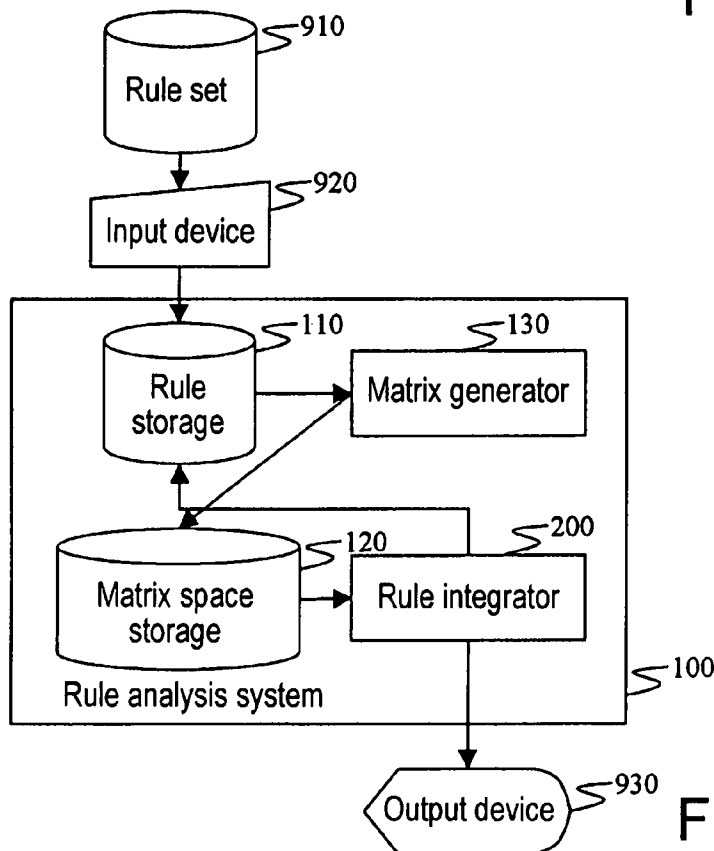 910
Rule set
920
Input device
110
130
Rule
storage
Matrix generator
120
200
Matrix space
storage
Rule integrator
Rule analysis system
100
Output device
930
F